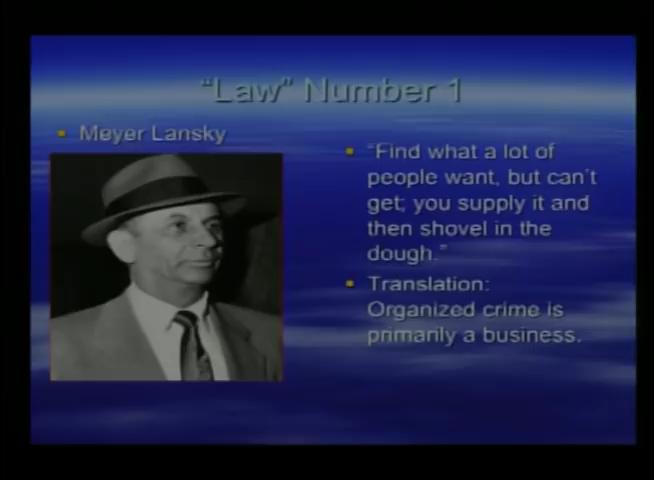 "Law" Number 1
Meyer Lansky
"Find what a lot of
people want, but can't
get; you supply it and
then shovel in the
dough."
Translation:
Organized crime is
primarily a business.